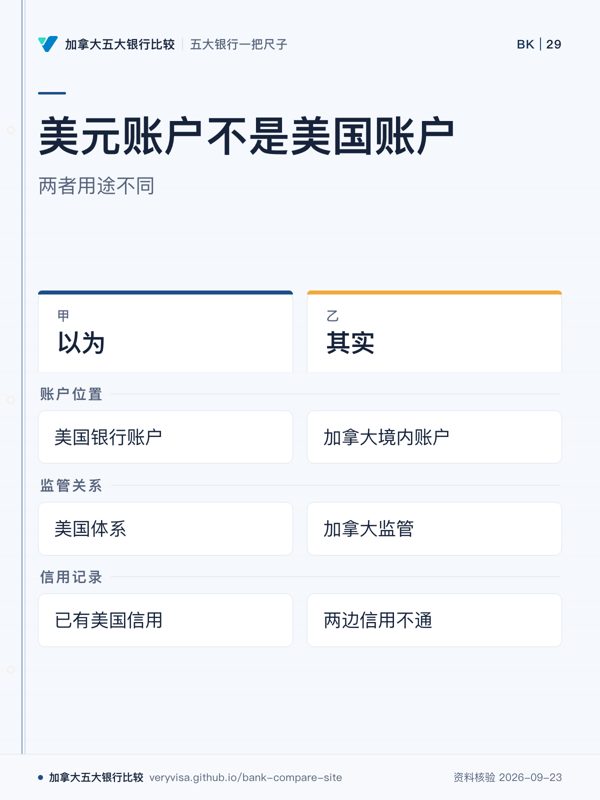 加拿大五大银行比较 | 五大银行一把尺子
BK | 29
美元账户不是美国账户
两者用途不同
甲
以为
乙
其实
账户位置
美国银行账户
加拿大境内账户
监管关系
美国体系
加拿大监管
信用记录
已有美国信用
两边信用不通
加拿大五大银行比较 veryvisa.github.io/bank-compare-site
资料核验 2026-09-23